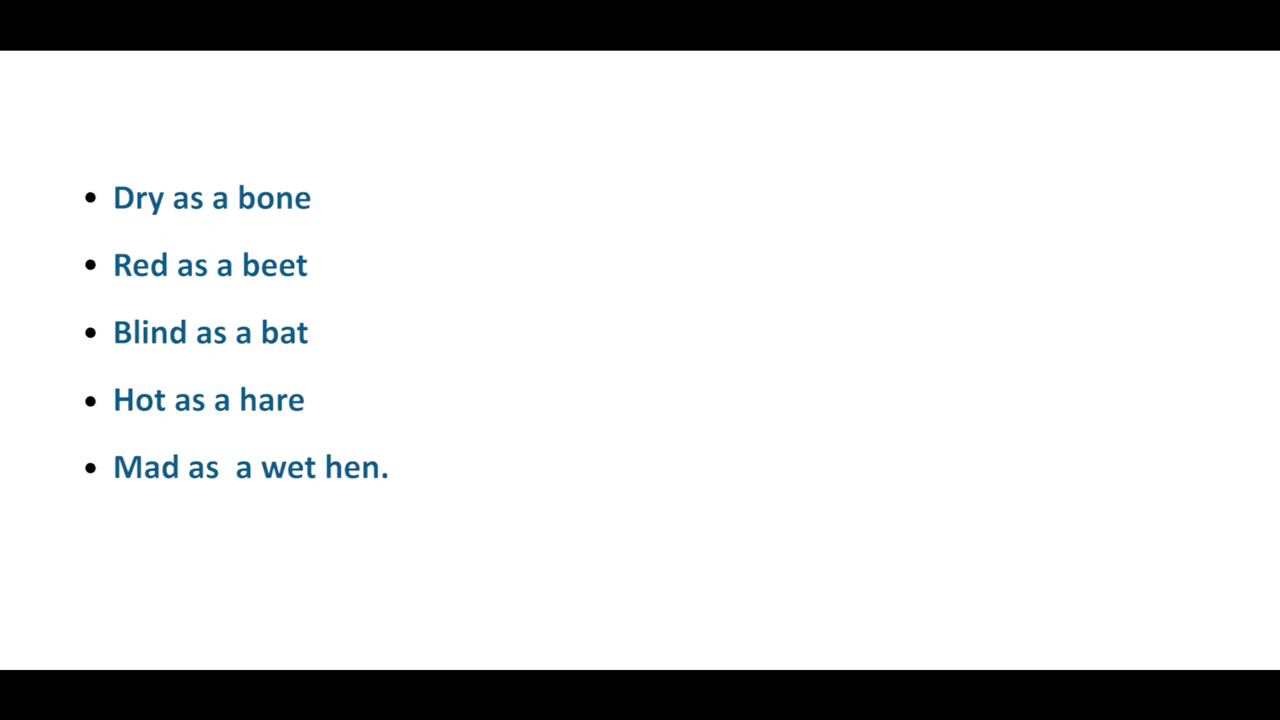 • Dry as a bone
• Red as a beet
• Blind as a bat
• Hot as a hare
• Mad as  a wet hen.